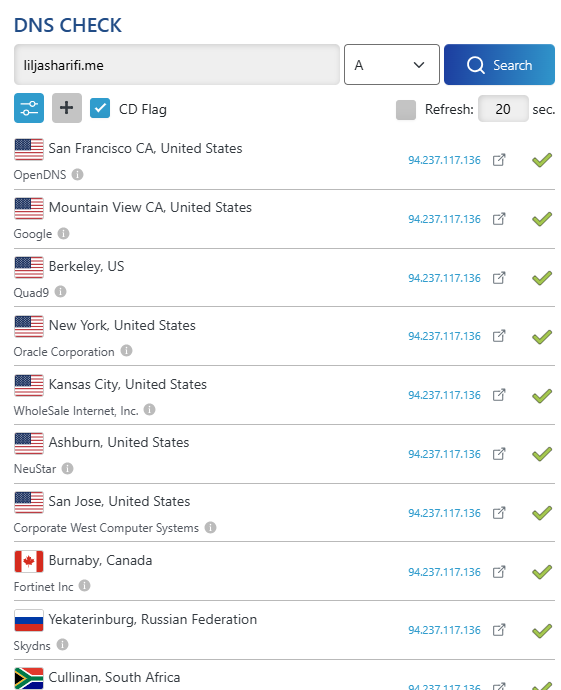 DNS CHECK
liljasharifi.me A Search
CD Flag Refresh: 20 sec.
San Francisco CA, United States
OpenDNS 94.237.117.136
Mountain View CA, United States
Google 94.237.117.136
Berkeley, US
Quad9 94.237.117.136
New York, United States
Oracle Corporation 94.237.117.136
Kansas City, United States
WholeSale Internet, Inc. 94.237.117.136
Ashburn, United States
NeuStar 94.237.117.136
San Jose, United States
Corporate West Computer Systems 94.237.117.136
Burnaby, Canada
Fortinet Inc 94.237.117.136
Yekaterinburg, Russian Federation
Skydns 94.237.117.136
Cullinan, South Africa
94.237.117.136